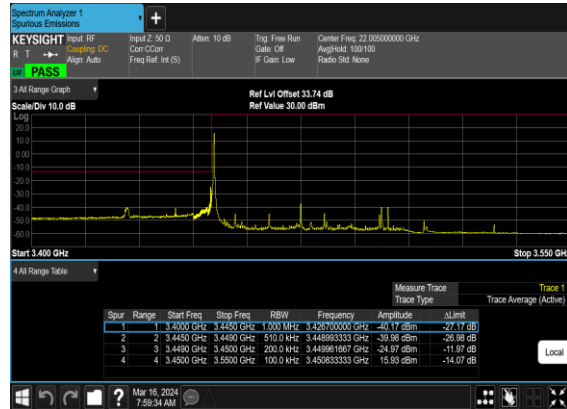 Spectrum Analyzer 1
Spurious Emissions
+
KEYSIGHT Input: RF Input Z: 50 Ω Atten: 10 dB Trig: Free Run Center Freq: 22.005000000 GHz
R T Coupling: DC Corr CCorr Gate: Off Avg|Hold: 100/100
Align: Auto Freq Ref: Int (S) IF Gain: Low Radio Std: None
PASS
3 All Range Graph
Ref Lvl Offset 33.74 dB
Scale/Div 10.0 dB Ref Value 30.00 dBm
Log
20.0
10.0
0.00
-10.0
-20.0
-30.0
-40.0
-50.0
-60.0
Start 3.400 GHz Stop 3.550 GHz
4 All Range Table
Measure Trace Trace 1
Trace Type Trace Average (Active)
Spur Range Start Freq Stop Freq RBW Frequency Amplitude ΔLimit
1 1 3.4000 GHz 3.4450 GHz 1.000 MHz 3.426700000 GHz -40.17 dBm -27.17 dB
2 2 3.4450 GHz 3.4490 GHz 510.0 kHz 3.448993333 GHz -39.98 dBm -26.98 dB
3 3 3.4490 GHz 3.4500 GHz 200.0 kHz 3.449961667 GHz -24.97 dBm -11.97 dB
4 4 3.4500 GHz 3.5500 GHz 100.0 kHz 3.450833333 GHz 15.93 dBm -14.07 dB
Local
? Mar 16, 2024
7:59:34 AM